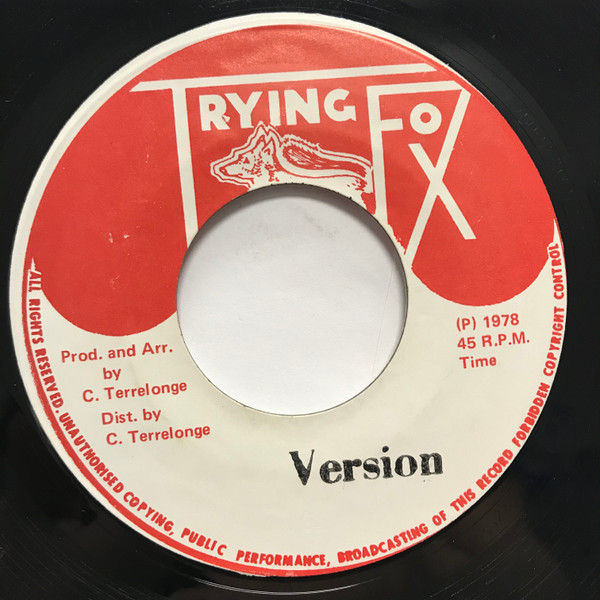 TRYING FOX
Prod. and Arr.
by
C. Terrelonge
Dist. by
C. Terrelonge
(P) 1978
45 R.P.M.
Time
Version
ALL RIGHTS RESERVED. UNAUTHORISED COPYING, PUBLIC PERFORMANCE, BROADCASTING OF THIS RECORD FORBIDDEN COPYRIGHT CONTROL